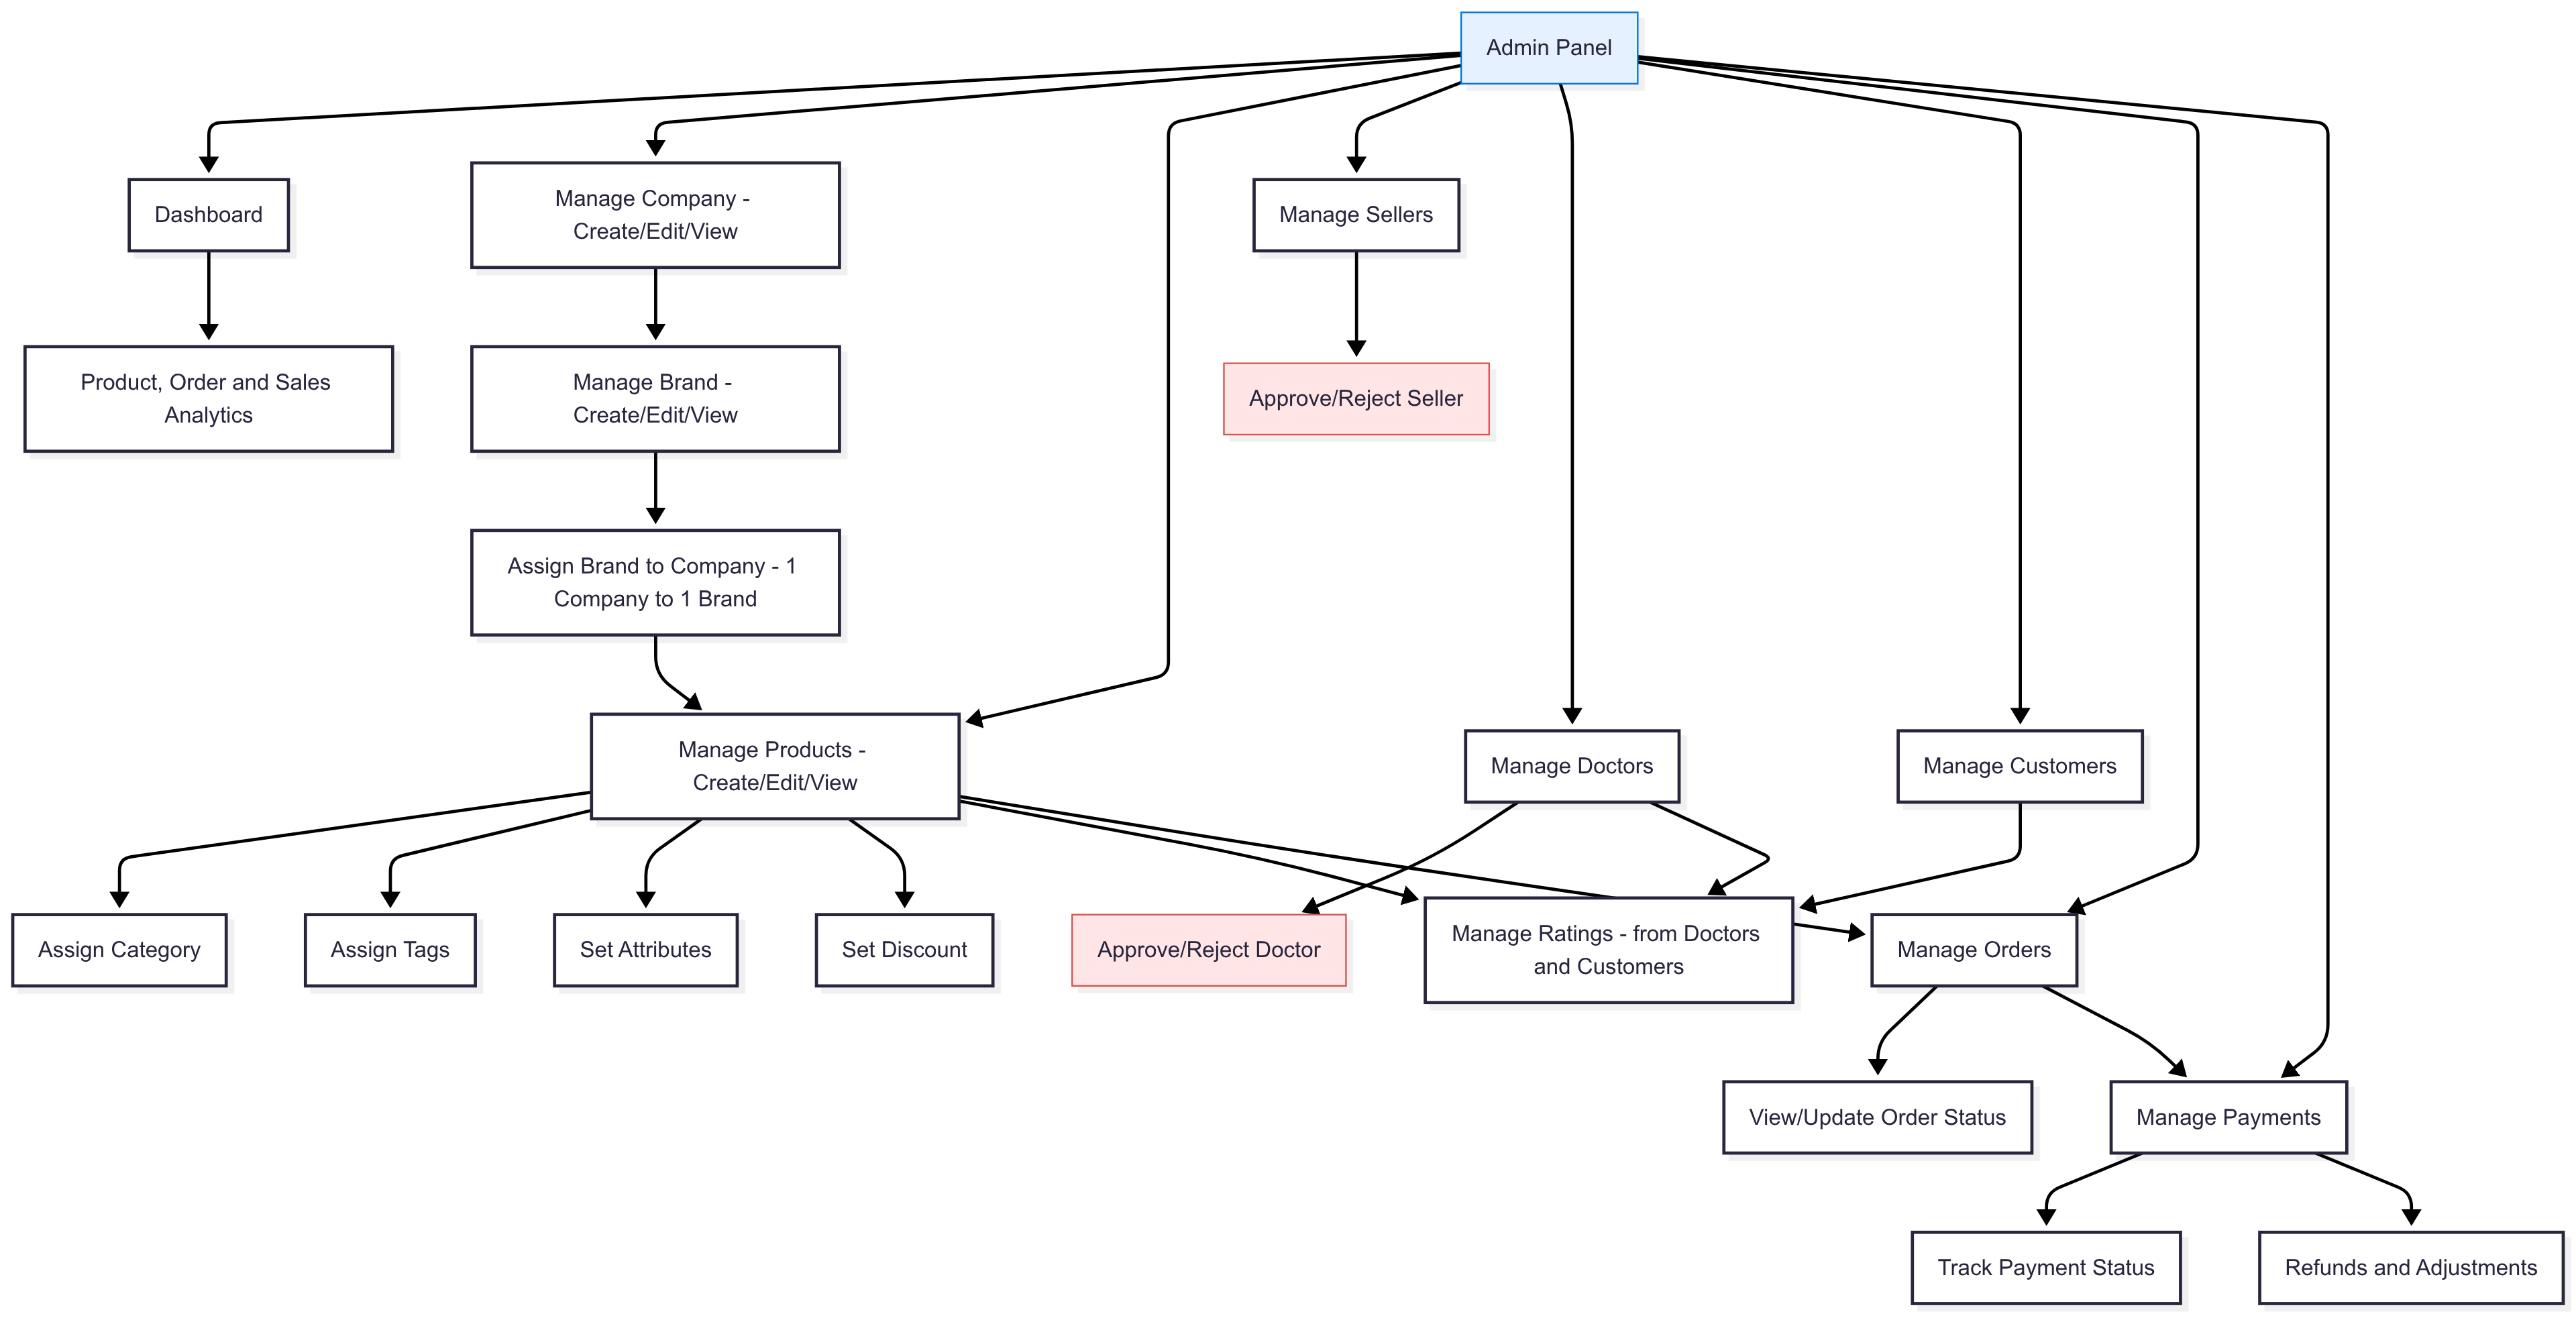 Admin Panel
Dashboard
Manage Company -
Create/Edit/View
Manage Sellers
Product, Order and Sales
Analytics
Manage Brand -
Create/Edit/View
Approve/Reject Seller
Assign Brand to Company - 1
Company to 1 Brand
Manage Products -
Create/Edit/View
Manage Doctors
Manage Customers
Assign Category
Assign Tags
Set Attributes
Set Discount
Approve/Reject Doctor
Manage Ratings - from Doctors
and Customers
Manage Orders
View/Update Order Status
Manage Payments
Track Payment Status
Refunds and Adjustments